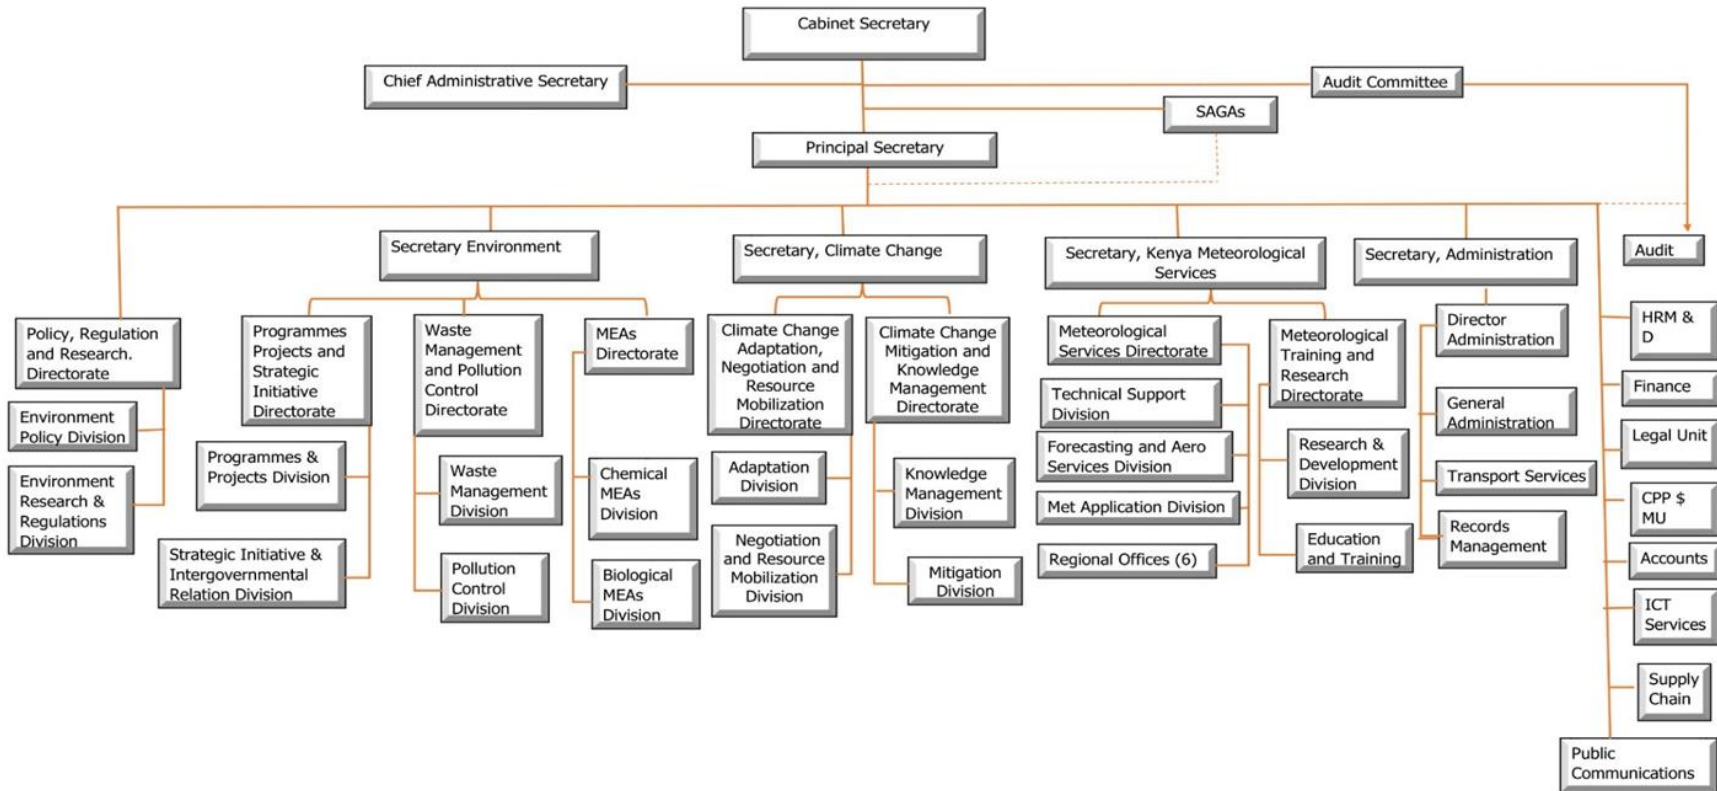 Cabinet Secretary
Chief Administrative Secretary
Audit Committee
SAGAs
Principal Secretary
Secretary Environment
Secretary, Climate Change
Secretary, Kenya Meteorological
Services
Secretary, Administration
Audit
Policy, Regulation
and Research.
Directorate
Environment
Policy Division
Environment
Research &
Regulations
Division
Programmes
Projects and
Strategic
Initiative
Directorate
Programmes &
Projects Division
Strategic Initiative &
Intergovernmental
Relation Division
Waste
Management
and Pollution
Control
Directorate
Waste
Management
Division
Pollution
Control
Division
MEAs
Directorate
Chemical
MEAs
Division
Biological
MEAs
Division
Climate Change
Adaptation,
Negotiation and
Resource
Mobilization
Directorate
Adaptation
Division
Negotiation
and Resource
Mobilization
Division
Climate Change
Mitigation and
Knowledge
Management
Directorate
Knowledge
Management
Division
Mitigation
Division
Meteorological
Services Directorate
Technical Support
Division
Forecasting and Aero
Services Division
Met Application Division
Regional Offices (6)
Meteorological
Training and
Research
Directorate
Research &
Development
Division
Education
and Training
Director
Administration
General
Administration
Transport Services
Records
Management
HRM &
D
Finance
Legal Unit
CPP $
MU
Accounts
ICT
Services
Supply
Chain
Public
Communications